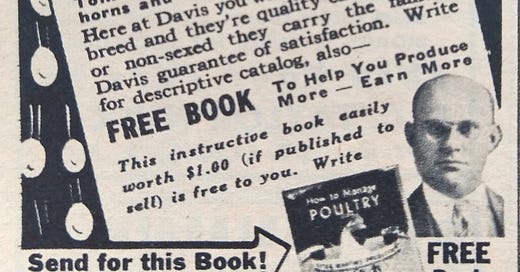 horns and
Here at Davis you
breed and they're quality
or non-sexed they carry the
Davis guarantee of satisfaction. Write
for descriptive catalog, also—
FREE BOOK To Help You Produce
More — Earn More
This instructive book easily
worth $1.00 (if published to
sell) is free to you. Write
How to Manage
POULTRY
Send for this Book!
FREE